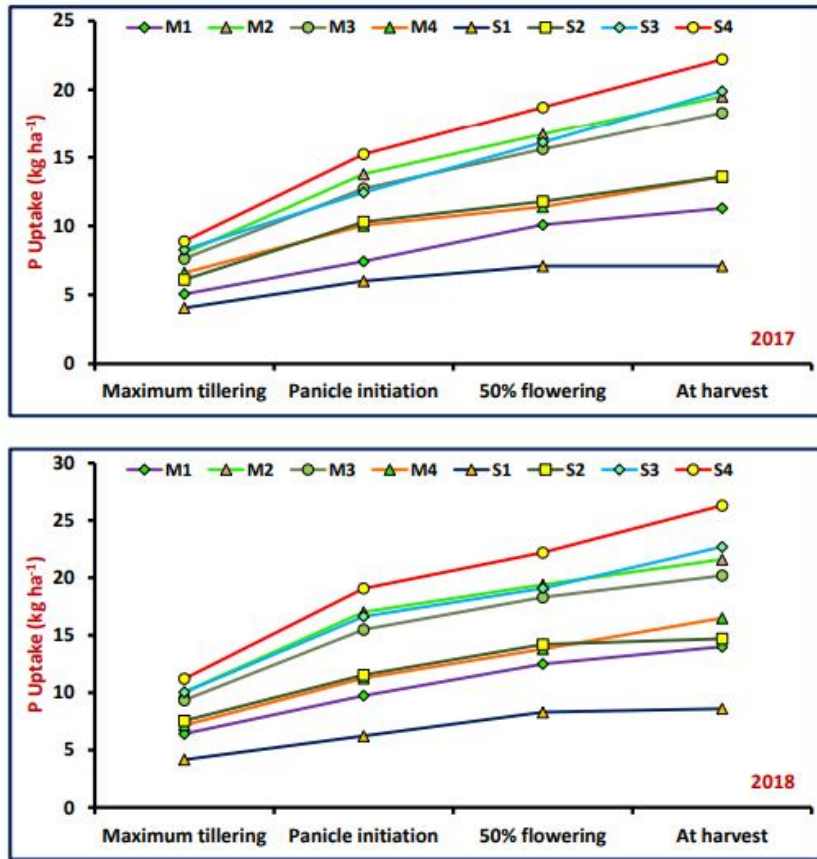 M1 M2 M3 M4 S1 S2 S3 S4
25
20
15
10
5
0
P Uptake (kg ha⁻¹)
2017
Maximum tillering Panicle initiation 50% flowering At harvest
M1 M2 M3 M4 S1 S2 S3 S4
30
25
20
15
10
5
0
P Uptake (kg ha⁻¹)
2018
Maximum tillering Panicle initiation 50% flowering At harvest